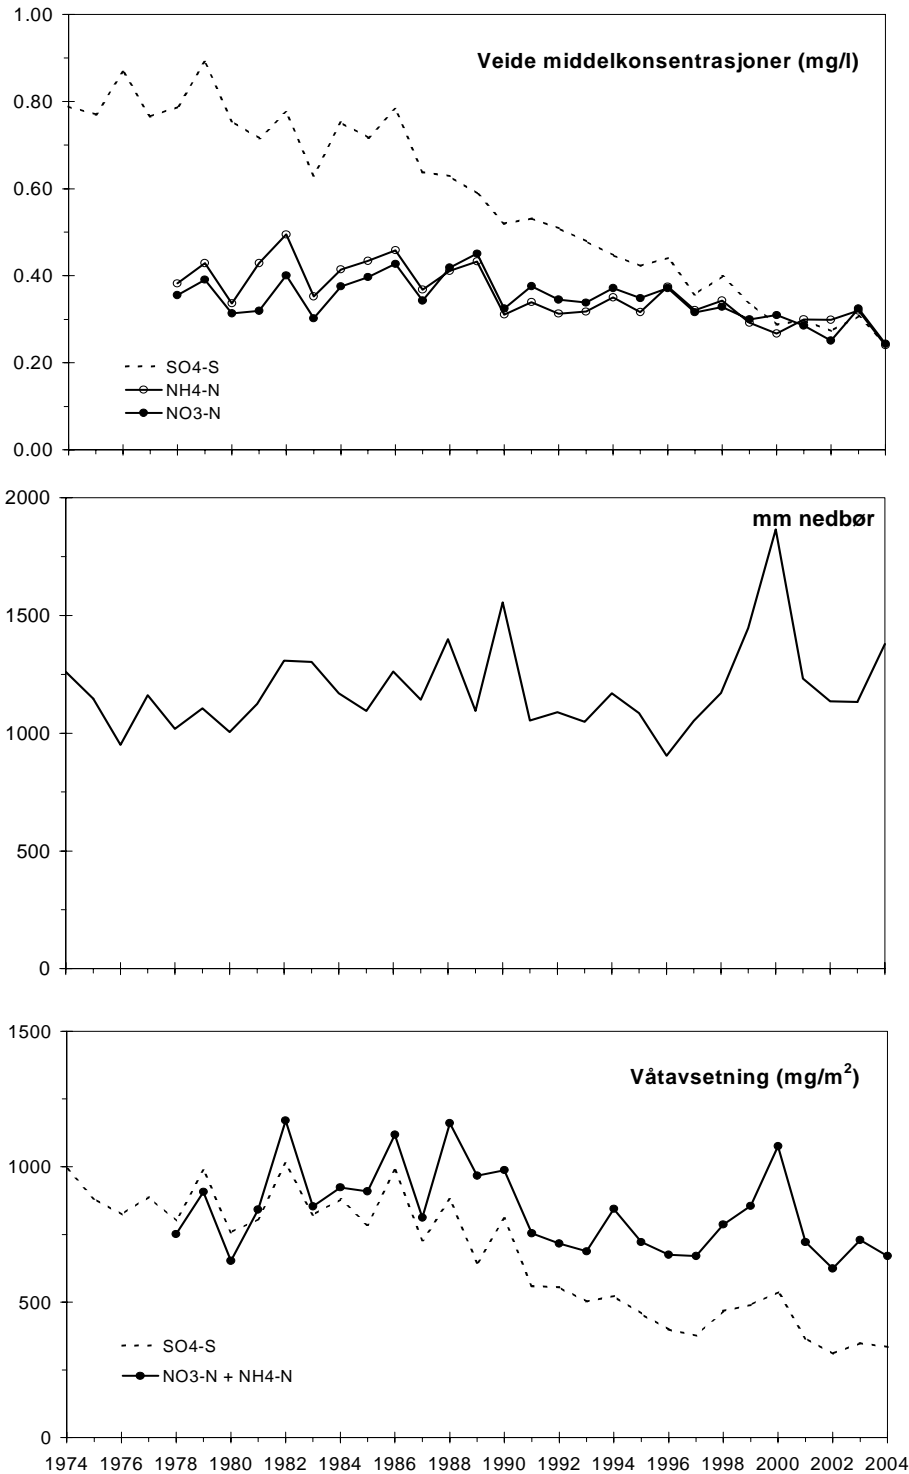 1.00
Veide middelkonsentrasjoner (mg/l)
0.80
0.60
0.40
SO4-S
0.20
NH4-N
NO3-N
0.00
2000
mm nedbør
1500
1000
500
0
1500
Våtavsetning (mg/m²)
1000
500
SO4-S
NO3-N + NH4-N
0
1974 1976 1978 1980 1982 1984 1986 1988 1990 1992 1994 1996 1998 2000 2002 2004